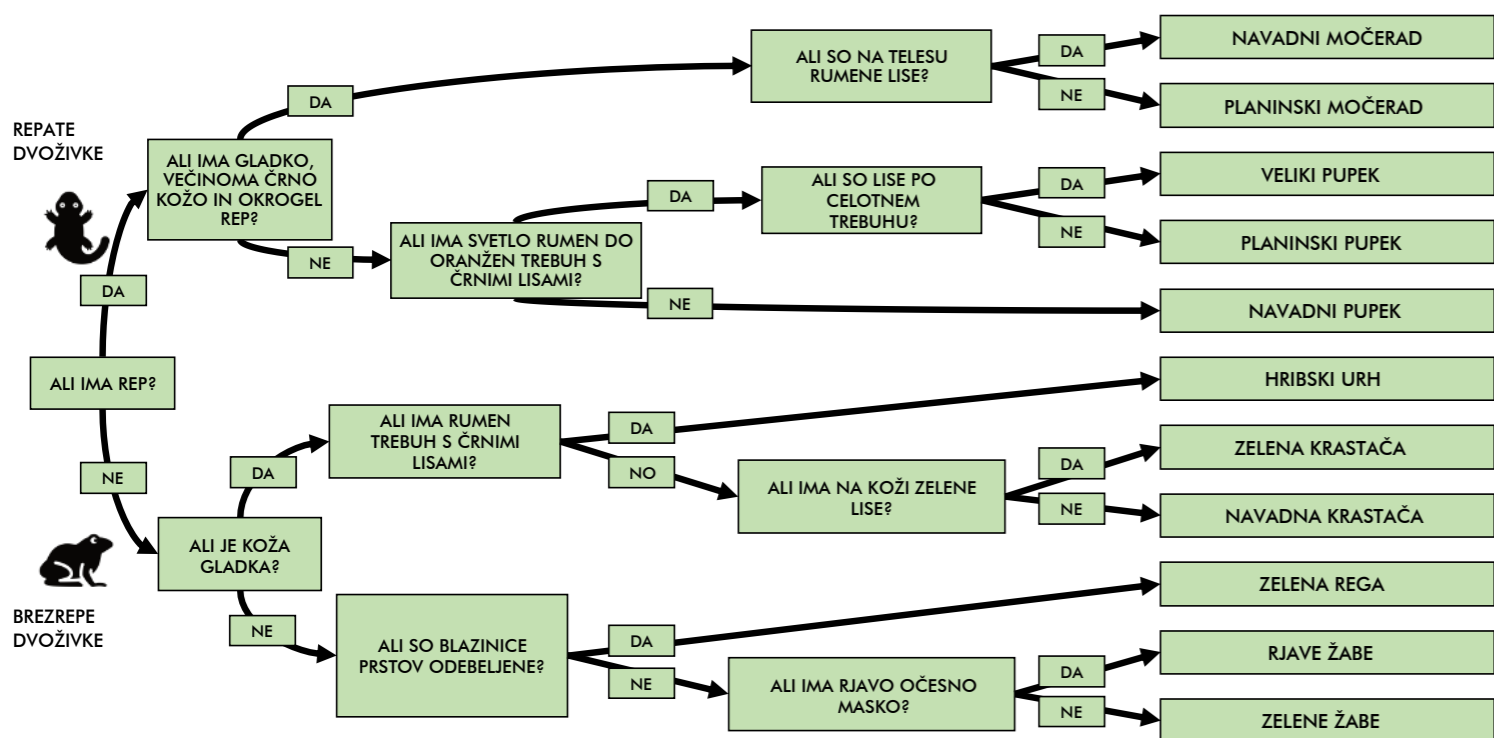 REPATE
DVOŽIVKE
ALI IMA REP?
DA
ALI IMA GLADKO,
VEČINOMA ČRNO
KOŽO IN OKROGEL
REP?
DA
ALI SO NA TELESU
RUMENE LISE?
DA
NAVADNI MOČERAD
NE
PLANINSKI MOČERAD
NE
ALI IMA SVETLO RUMEN DO
ORANŽEN TREBUH S
ČRNIMI LISAMI?
DA
ALI SO LISE PO
CELOTNEM
TREBUHU?
DA
VELIKI PUPEK
NE
PLANINSKI PUPEK
NE
NAVADNI PUPEK
NE
BREZREPE
DVOŽIVKE
ALI JE KOŽA
GLADKA?
DA
ALI IMA RUMEN
TREBUH S ČRNIMI
LISAMI?
DA
HRIBSKI URH
NO
ALI IMA NA KOŽI ZELENE
LISE?
DA
ZELENA KRASTAČA
NE
NAVADNA KRASTAČA
NE
ALI SO BLAZINICE
PRSTOV ODEBELJENE?
DA
ZELENA REGA
NE
ALI IMA RJAVO OČESNO
MASKO?
DA
RJAVE ŽABE
NE
ZELENE ŽABE